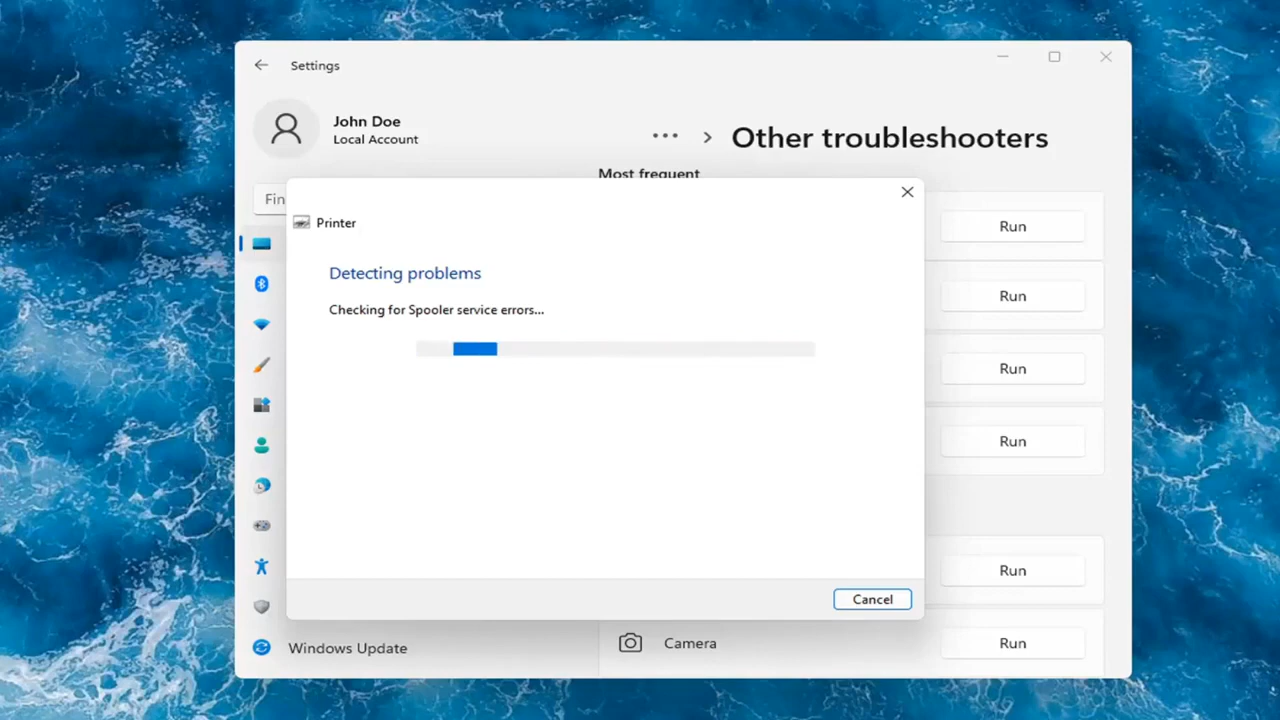 Settings
John Doe
Local Account
Other troubleshooters
Most frequent
Fin
Run
Printer
Detecting problems
Run
Checking for Spooler service errors...
Run
Run
Run
Cancel
Windows Update
Camera
Run